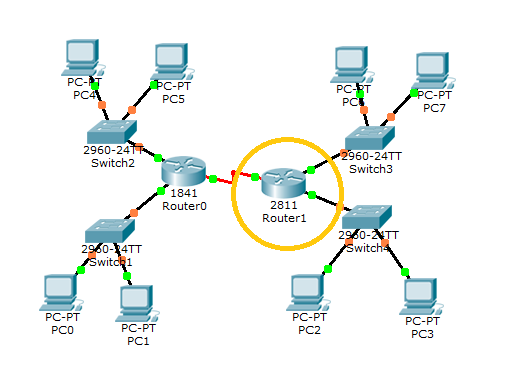 PC-PT
PC4
PC-PT
PC5
PC-PT
PC-PT
PC7
2960-24TT
Switch2
2960-24TT
Switch3
1841
Router0
2811
Router1
2960-24TT
Switch1
2960-24TT
Switch4
PC-PT
PC0
PC-PT
PC1
PC-PT
PC2
PC-PT
PC3